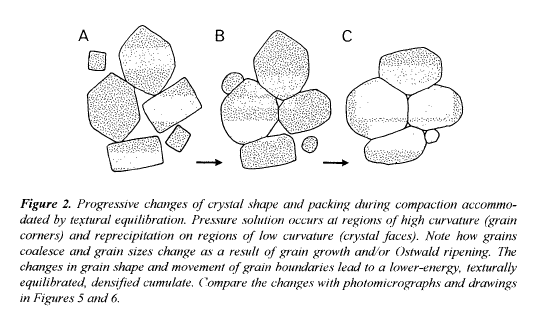 A B C
Figure 2. Progressive changes of crystal shape and packing during compaction accommo-
dated by textural equilibration. Pressure solution occurs at regions of high curvature (grain
corners) and reprecipitation on regions of low curvature (crystal faces). Note how grains
coalesce and grain sizes change as a result of grain growth and/or Ostwald ripening. The
changes in grain shape and movement of grain boundaries lead to a lower-energy, texturally
equilibrated, densified cumulate. Compare the changes with photomicrographs and drawings
in Figures 5 and 6.